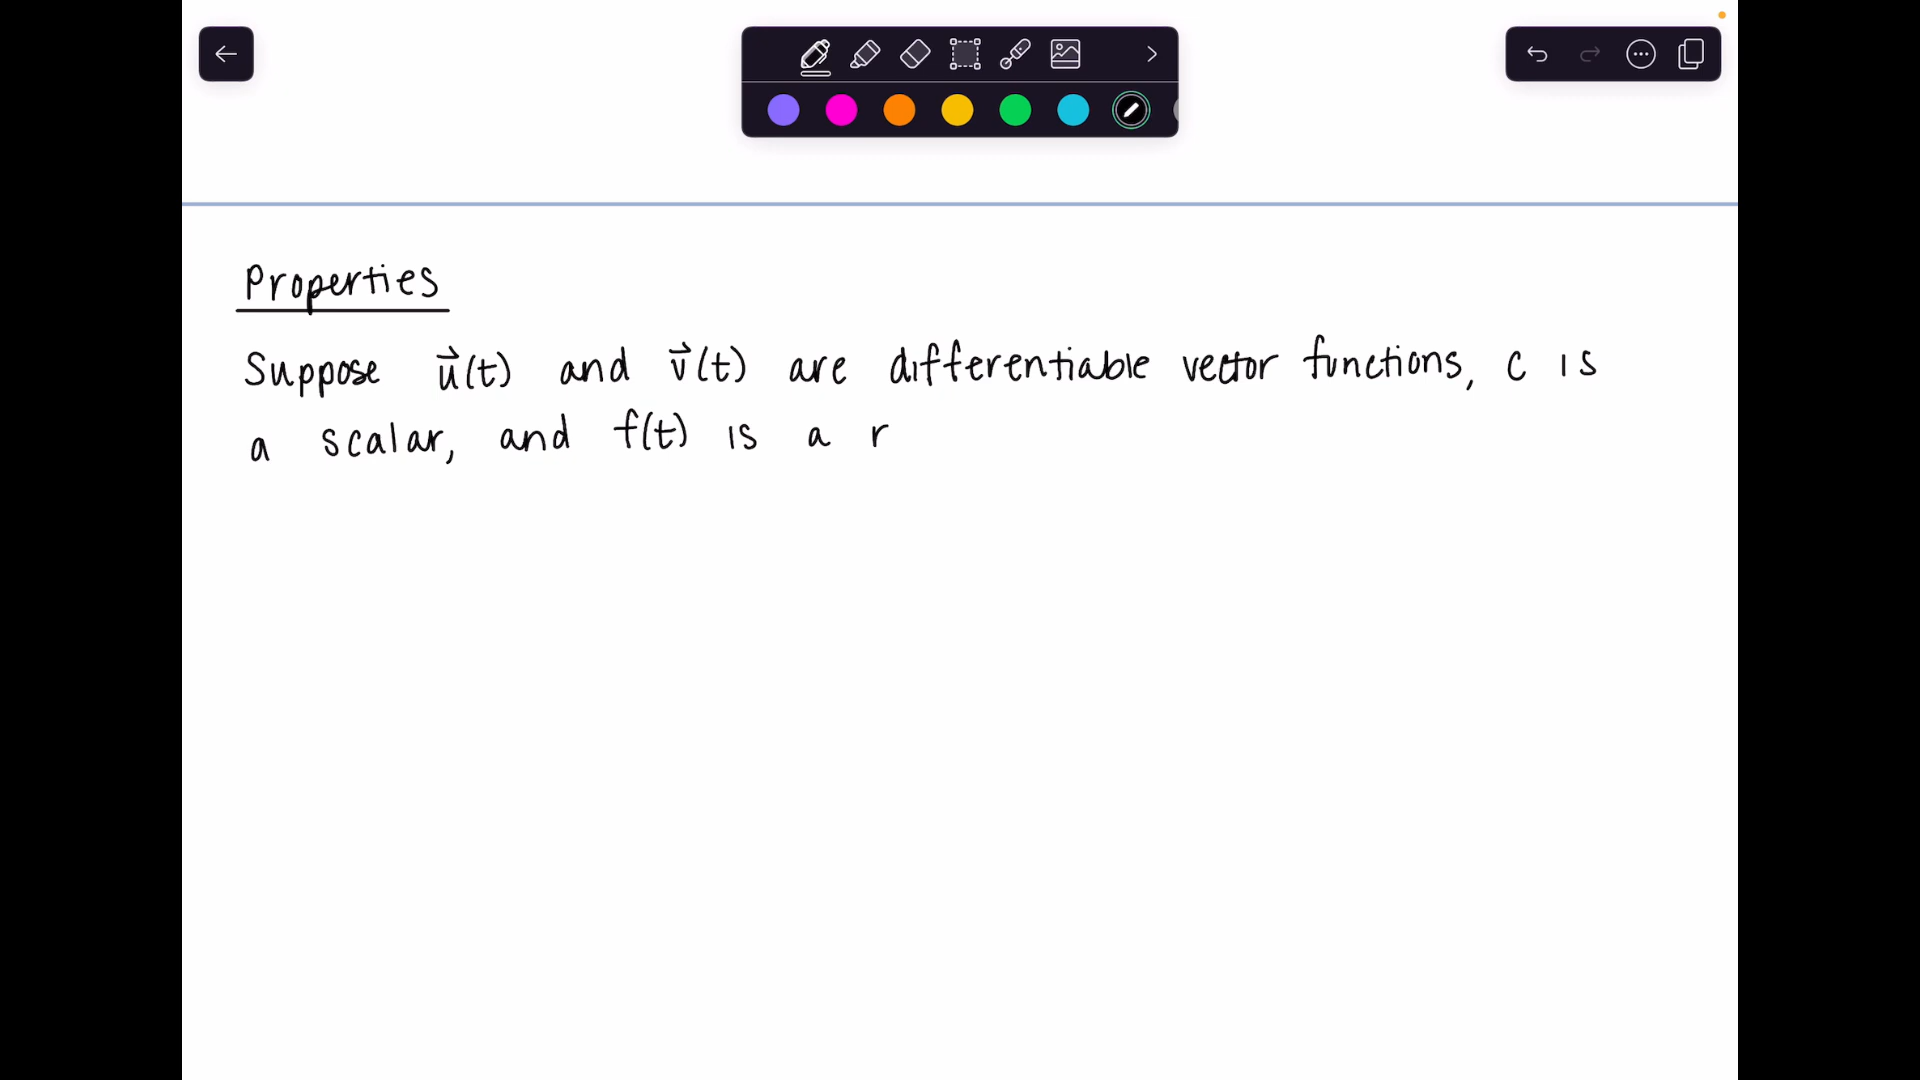 Properties
Suppose u⃗(t) and v⃗(t) are differentiable vector functions, c is
a scalar, and f(t) is a r